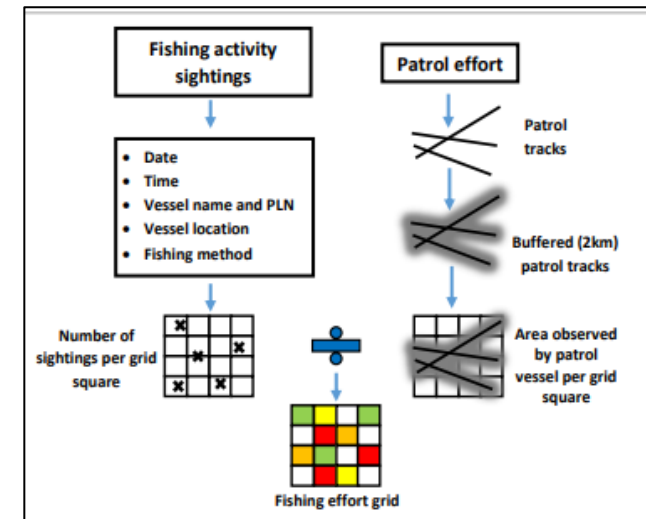 Fishing activity
sightings
• Date
• Time
• Vessel name and PLN
• Vessel location
• Fishing method
Number of
sightings per grid
square
Patrol effort
Patrol
tracks
Buffered (2km)
patrol tracks
Area observed
by patrol
vessel per grid
square
Fishing effort grid